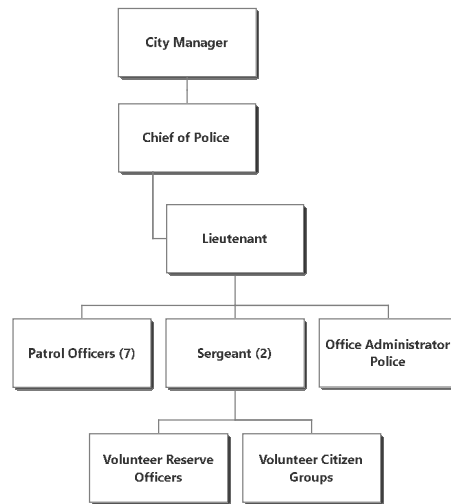 City Manager
Chief of Police
Lieutenant
Patrol Officers (7)
Sergeant (2)
Office Administrator
Police
Volunteer Reserve
Officers
Volunteer Citizen
Groups